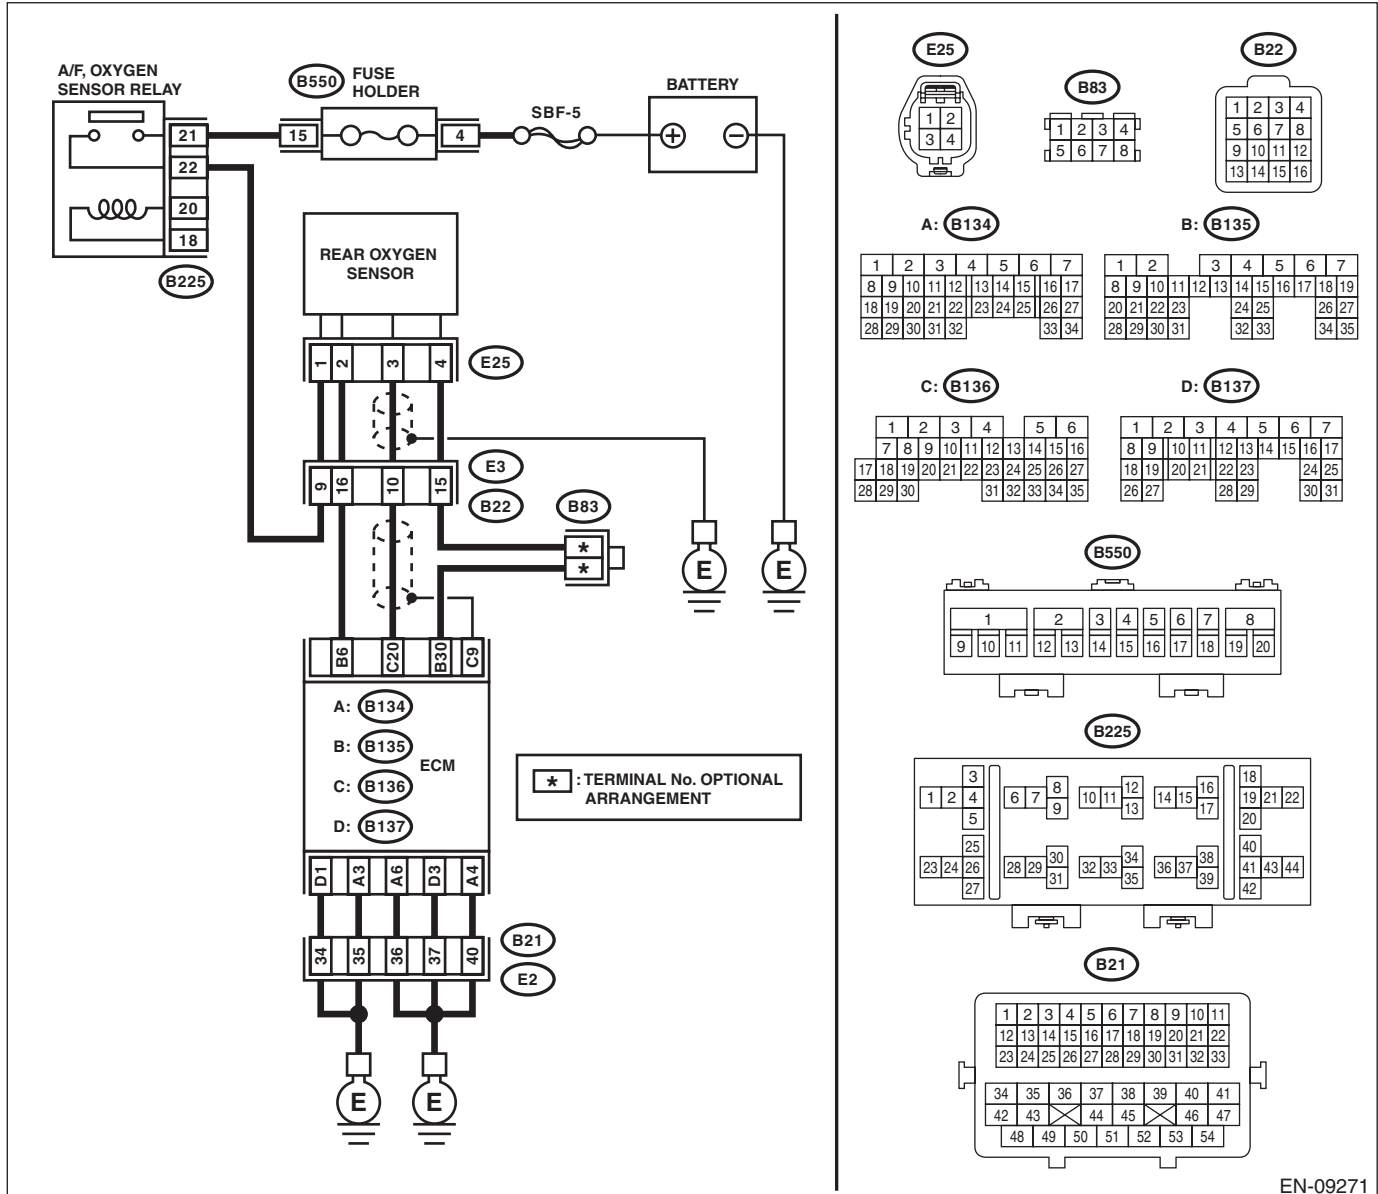 A/F, OXYGEN
SENSOR RELAY
B550
FUSE
HOLDER
BATTERY
SBF-5
21
15
4
+
−
22
20
18
B225
REAR OXYGEN
SENSOR
1 2 3 4
E25
9 16 10 15
E3
B22
B83
*
*
E
E
B6 C20 B30 C9
A: B134
B: B135
C: B136
D: B137
ECM
* : TERMINAL No. OPTIONAL
ARRANGEMENT
D1 A3 A6 D3 A4
34 35 36 37 40
B21
E2
E
E
E25
1 2
3 4
B83
1 2 3 4
5 6 7 8
B22
1 2 3 4
5 6 7 8
9 10 11 12
13 14 15 16
A: B134
1 2 3 4 5 6 7
8 9 10 11 12 13 14 15 16 17
18 19 20 21 22 23 24 25 26 27
28 29 30 31 32 33 34
B: B135
1 2 3 4 5 6 7
8 9 10 11 12 13 14 15 16 17 18 19
20 21 22 23 24 25 26 27
28 29 30 31 32 33 34 35
C: B136
1 2 3 4 5 6
7 8 9 10 11 12 13 14 15 16
17 18 19 20 21 22 23 24 25 26 27
28 29 30 31 32 33 34 35
D: B137
1 2 3 4 5 6 7
8 9 10 11 12 13 14 15 16 17
18 19 20 21 22 23 24 25
26 27 28 29 30 31
B550
1 2 3 4 5 6 7 8
9 10 11 12 13 14 15 16 17 18 19 20
B225
3 8 12 16 18
1 2 4 6 7 10 11 14 15 19 21 22
5 9 13 17 20
25 30 34 38 40
23 24 26 28 29 32 33 36 37 41 43 44
27 31 35 39 42
B21
1 2 3 4 5 6 7 8 9 10 11
12 13 14 15 16 17 18 19 20 21 22
23 24 25 26 27 28 29 30 31 32 33
34 35 36 37 38 39 40 41
42 43 44 45 46 47
48 49 50 51 52 53 54
EN-09271